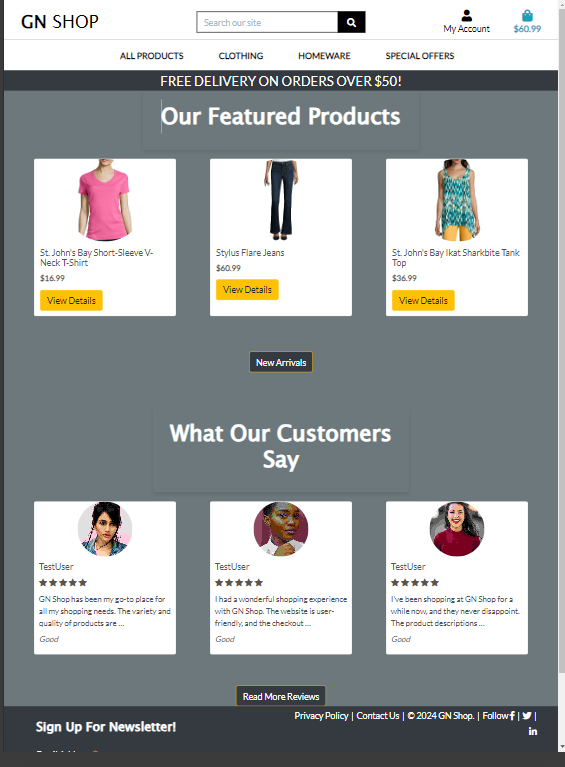 GN SHOP
Search our site
My Account
$60.99
ALL PRODUCTS
CLOTHING
HOMEWARE
SPECIAL OFFERS
FREE DELIVERY ON ORDERS OVER $50!
Our Featured Products
St. John's Bay Short-Sleeve V-
Neck T-Shirt
$16.99
View Details
Stylus Flare Jeans
$60.99
View Details
St. John's Bay Ikat Sharkbite Tank
Top
$36.99
View Details
New Arrivals
What Our Customers
Say
TestUser
GN Shop has been my go-to place for
all my shopping needs. The variety and
quality of products are ...
Good
TestUser
I had a wonderful shopping experience
with GN Shop. The website is user-
friendly, and the checkout ...
Good
TestUser
I've been shopping at GN Shop for a
while now, and they never disappoint.
The product descriptions ...
Good
Read More Reviews
Sign Up For Newsletter!
Privacy Policy | Contact Us | © 2024 GN Shop. | Follow | |